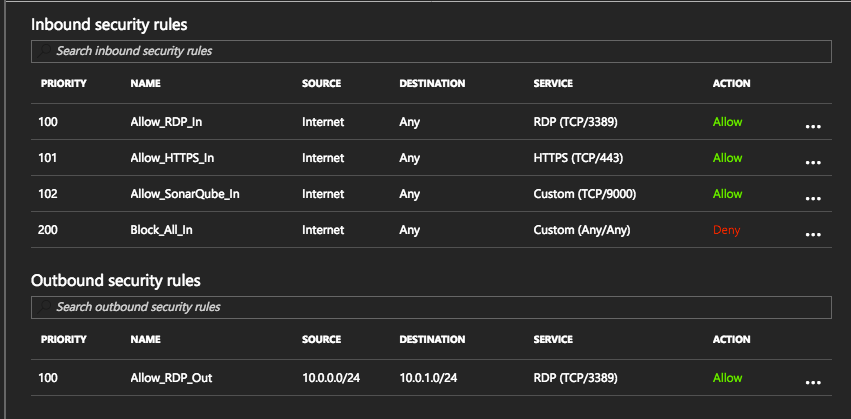 Inbound security rules
Search inbound security rules
PRIORITY NAME SOURCE DESTINATION SERVICE ACTION
100 Allow_RDP_In Internet Any RDP (TCP/3389) Allow ...
101 Allow_HTTPS_In Internet Any HTTPS (TCP/443) Allow ...
102 Allow_SonarQube_In Internet Any Custom (TCP/9000) Allow ...
200 Block_All_In Internet Any Custom (Any/Any) Deny ...
Outbound security rules
Search outbound security rules
PRIORITY NAME SOURCE DESTINATION SERVICE ACTION
100 Allow_RDP_Out 10.0.0.0/24 10.0.1.0/24 RDP (TCP/3389) Allow ...